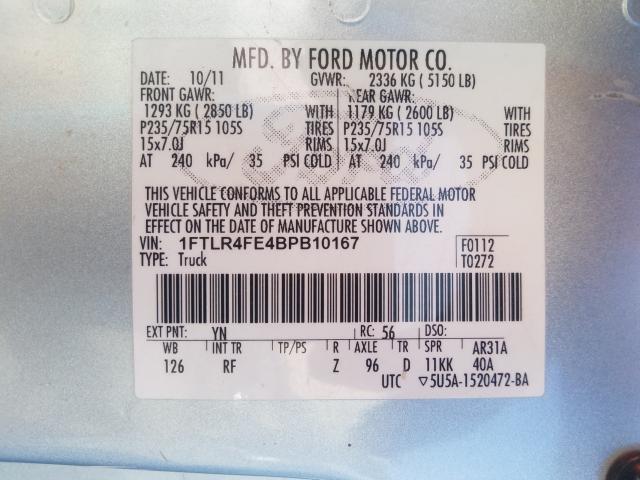 MFD. BY FORD MOTOR CO.
DATE: 10/11 GVWR: 2336 KG ( 5150 LB)
FRONT GAWR: REAR GAWR:
1293 KG ( 2850 LB) WITH 1179 KG ( 2600 LB) WITH
P235/75R15 105S TIRES P235/75R15 105S TIRES
15x7.0J RIMS 15x7.0J RIMS
AT 240 kPa/ 35 PSI COLD AT 240 kPa/ 35 PSI COLD
THIS VEHICLE CONFORMS TO ALL APPLICABLE FEDERAL MOTOR
VEHICLE SAFETY AND THEFT PREVENTION STANDARDS IN
EFFECT ON THE DATE OF MANUFACTURE SHOWN ABOVE.
VIN: 1FTLR4FE4BPB10167 F0112
TYPE: Truck T0272
EXT PNT: YN RC: 56 DSO:
WB INT TR TP/PS R AXLE TR SPR AR31A
126 RF Z 96 D 11KK 40A
UTC ▽5U5A-1520472-BA